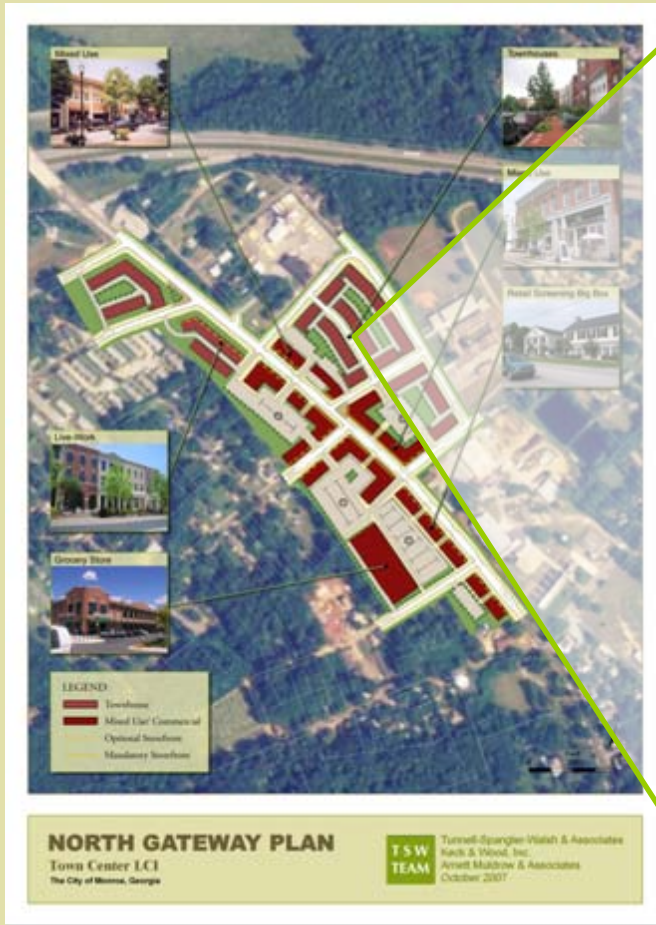 Mixed Use
Townhouses
Mixed Use
Retail Screening Big Box
Live-Work
Grocery Store
LEGEND
Townhouse
Mixed Use/ Commercial
Optional Storefront
Mandatory Storefront
NORTH GATEWAY PLAN
Town Center LCI
The City of Monroe, Georgia
TSW
TEAM
Tunnell-Spangler-Walsh & Associates
Keck & Wood, Inc.
Arnett Muldrow & Associates
October 2007